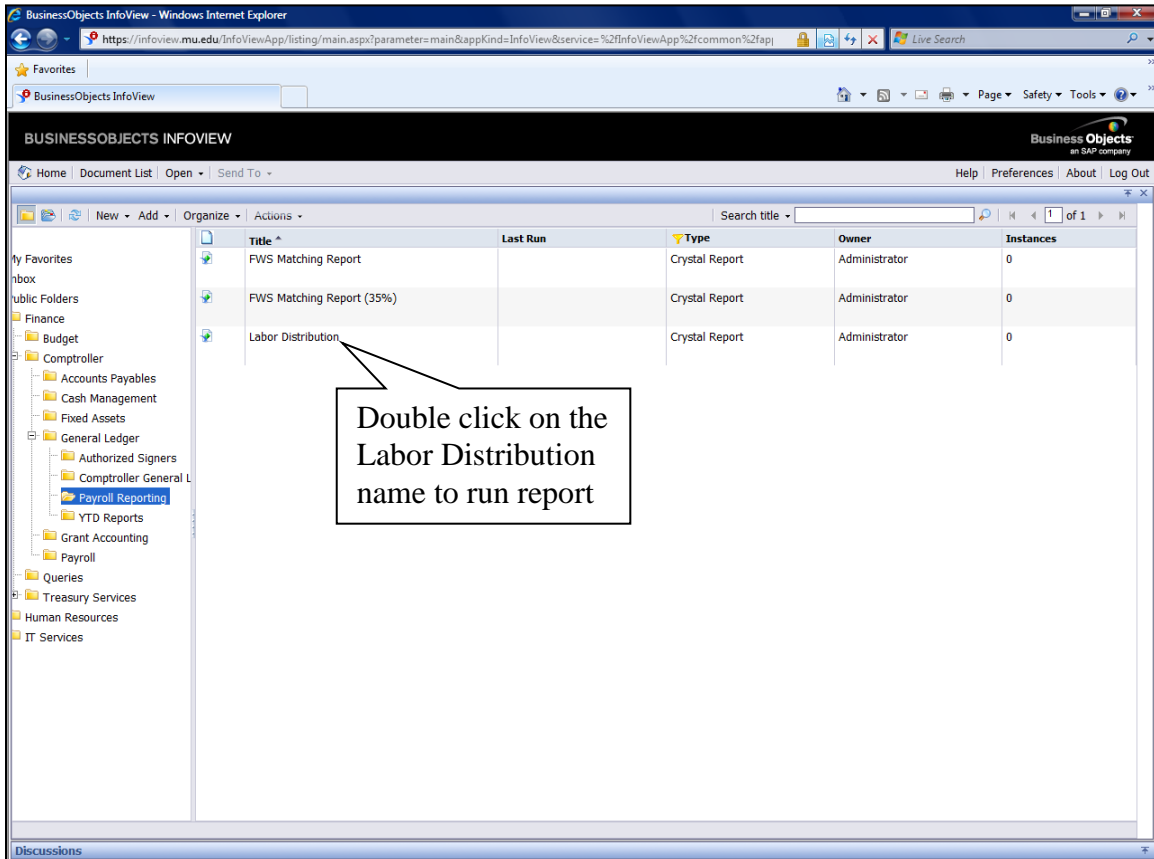 BusinessObjects InfoView - Windows Internet Explorer
https://infoview.mu.edu/InfoViewApp/listing/main.aspx?parameter=main&appKind=InfoView&service=%2fInfoViewApp%2fcommon%2fapp
Live Search
Favorites
BusinessObjects InfoView
Page Safety Tools
BUSINESSOBJECTS INFOVIEW
Business Objects
an SAP company
Home Document List Open Send To
Help Preferences About Log Out
New Add Organize Actions Search title 1 of 1
Title Last Run Type Owner Instances
My Favorites
FWS Matching Report Crystal Report Administrator 0
nbox
Public Folders
FWS Matching Report (35%) Crystal Report Administrator 0
Finance
Budget
Labor Distribution Crystal Report Administrator 0
Comptroller
Accounts Payables
Cash Management
Fixed Assets
General Ledger
Authorized Signers
Comptroller General L
Payroll Reporting
YTD Reports
Grant Accounting
Payroll
Queries
Treasury Services
Human Resources
IT Services
Double click on the
Labor Distribution
name to run report
Discussions